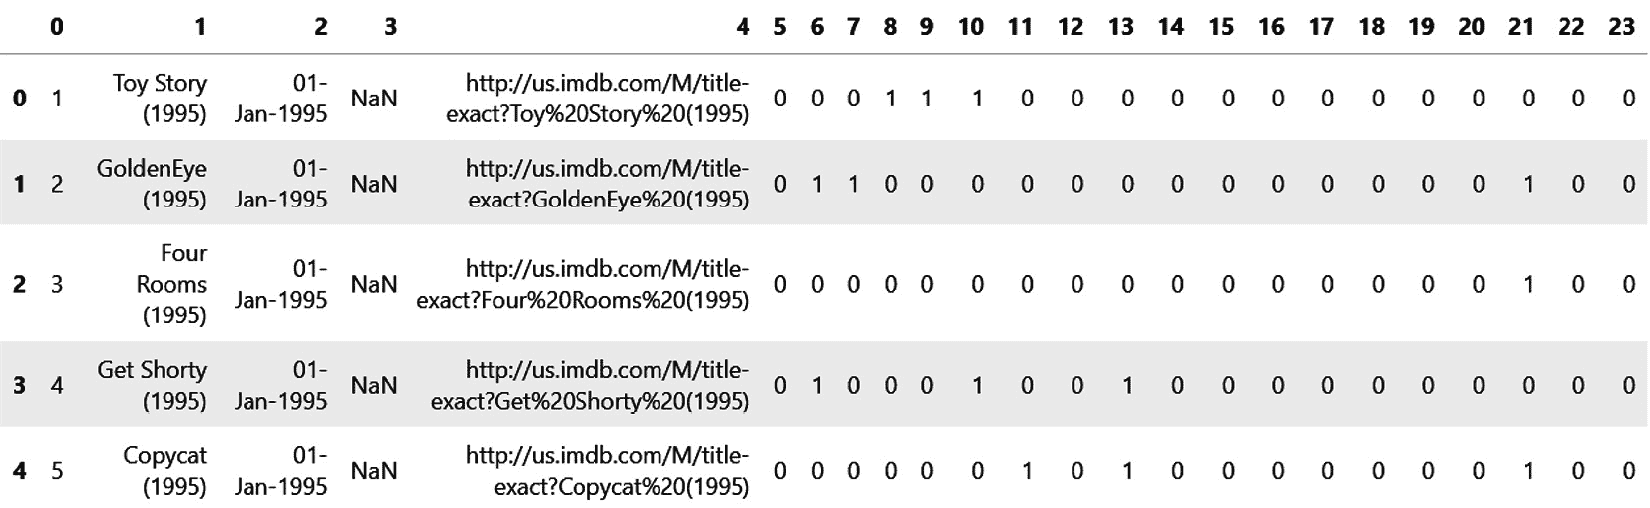 0 1 2 3 4 5 6 7 8 9 10 11 12 13 14 15 16 17 18 19 20 21 22 23
0 1 Toy Story (1995) 01-Jan-1995 NaN http://us.imdb.com/M/title-exact?Toy%20Story%20(1995) 0 0 0 1 1 1 0 0 0 0 0 0 0 0 0 0 0 0 0
1 2 GoldenEye (1995) 01-Jan-1995 NaN http://us.imdb.com/M/title-exact?GoldenEye%20(1995) 0 1 1 0 0 0 0 0 0 0 0 0 0 0 0 0 1 0 0
2 3 Four Rooms (1995) 01-Jan-1995 NaN http://us.imdb.com/M/title-exact?Four%20Rooms%20(1995) 0 0 0 0 0 0 0 0 0 0 0 0 0 0 0 0 1 0 0
3 4 Get Shorty (1995) 01-Jan-1995 NaN http://us.imdb.com/M/title-exact?Get%20Shorty%20(1995) 0 1 0 0 0 1 0 0 1 0 0 0 0 0 0 0 0 0 0
4 5 Copycat (1995) 01-Jan-1995 NaN http://us.imdb.com/M/title-exact?Copycat%20(1995) 0 0 0 0 0 0 1 0 1 0 0 0 0 0 0 0 1 0 0